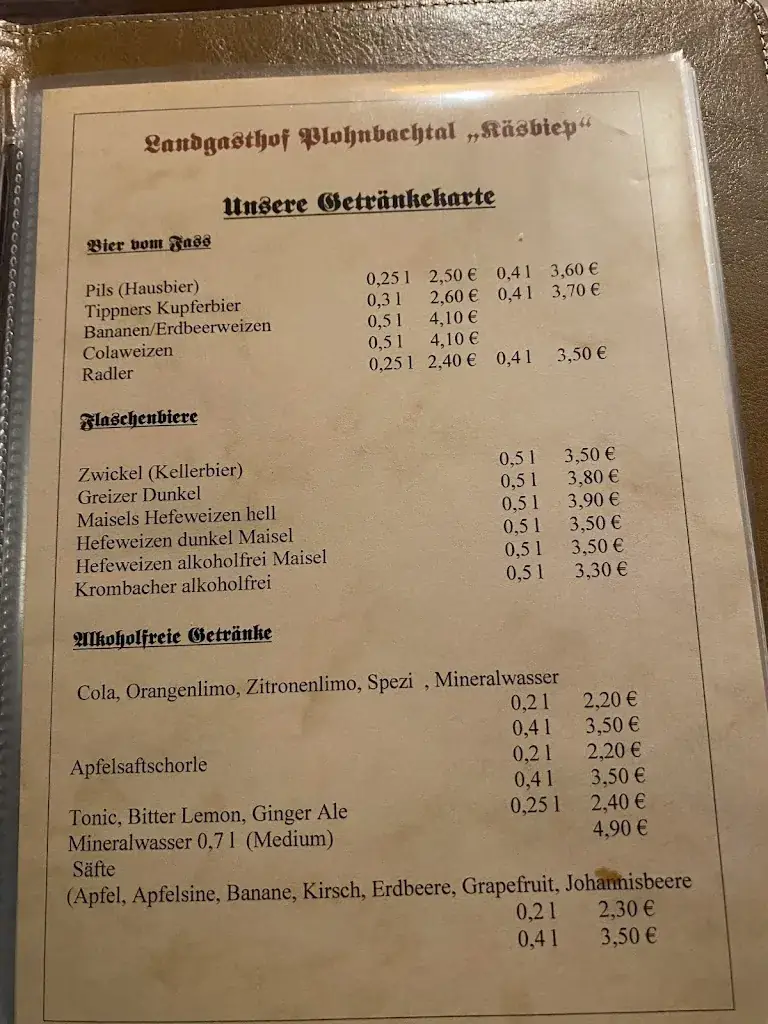 Landgasthof Plohnbachtal „Käsbiep“
Unsere Getränkekarte
Bier vom Fass
Pils (Hausbier) 0,25 l 2,50 € 0,4 l 3,60 €
Tippners Kupferbier 0,3 l 2,60 € 0,4 l 3,70 €
Bananen/Erdbeerweizen 0,5 l 4,10 €
Colaweizen 0,5 l 4,10 €
Radler 0,25 l 2,40 € 0,4 l 3,50 €
Flaschenbiere
Zwickel (Kellerbier) 0,5 l 3,50 €
Greizer Dunkel 0,5 l 3,80 €
Maisels Hefeweizen hell 0,5 l 3,90 €
Hefeweizen dunkel Maisel 0,5 l 3,50 €
Hefeweizen alkoholfrei Maisel 0,5 l 3,50 €
Krombacher alkoholfrei 0,5 l 3,30 €
Alkoholfreie Getränke
Cola, Orangenlimo, Zitronenlimo, Spezi , Mineralwasser
0,2 l 2,20 €
0,4 l 3,50 €
Apfelsaftschorle 0,2 l 2,20 €
0,4 l 3,50 €
Tonic, Bitter Lemon, Ginger Ale 0,25 l 2,40 €
Mineralwasser 0,7 l (Medium) 4,90 €
Säfte
(Apfel, Apfelsine, Banane, Kirsch, Erdbeere, Grapefruit, Johannisbeere
0,2 l 2,30 €
0,4 l 3,50 €